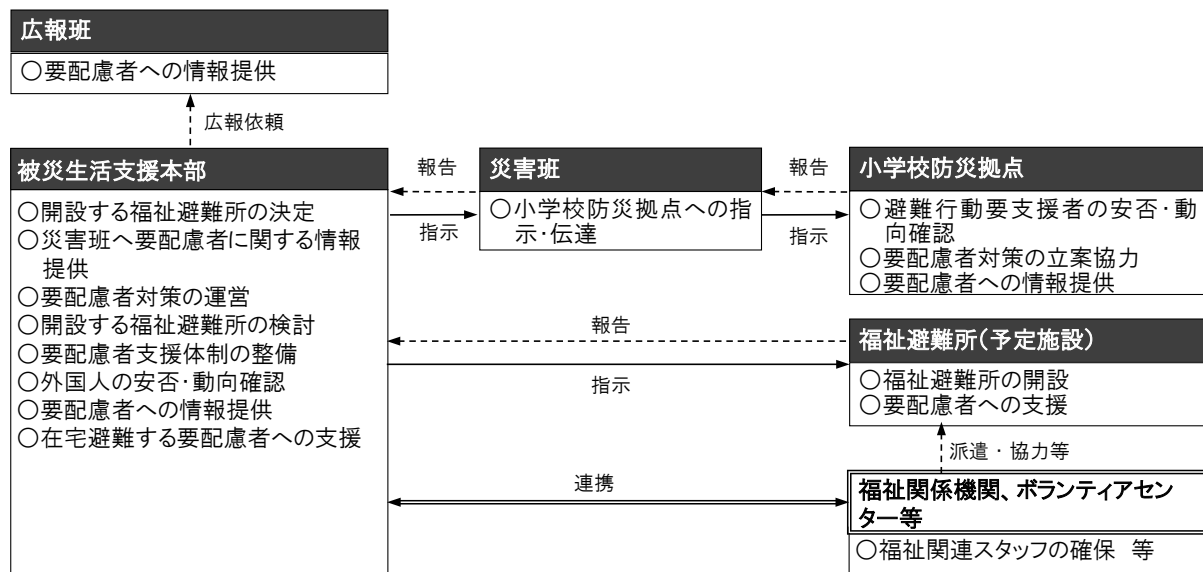 広報班
○要配慮者への情報提供
広報依頼
被災生活支援本部
○開設する福祉避難所の決定
○災害班へ要配慮者に関する情報
提供
○要配慮者対策の運営
○開設する福祉避難所の検討
○要配慮者支援体制の整備
○外国人の安否・動向確認
○要配慮者への情報提供
○在宅避難する要配慮者への支援
報告
指示
災害班
○小学校防災拠点への指
示・伝達
報告
指示
小学校防災拠点
○避難行動要支援者の安否・動
向確認
○要配慮者対策の立案協力
○要配慮者への情報提供
報告
指示
福祉避難所（予定施設）
○福祉避難所の開設
○要配慮者への支援
派遣・協力等
連携
福祉関係機関、ボランティアセン
ター等
○福祉関連スタッフの確保　等